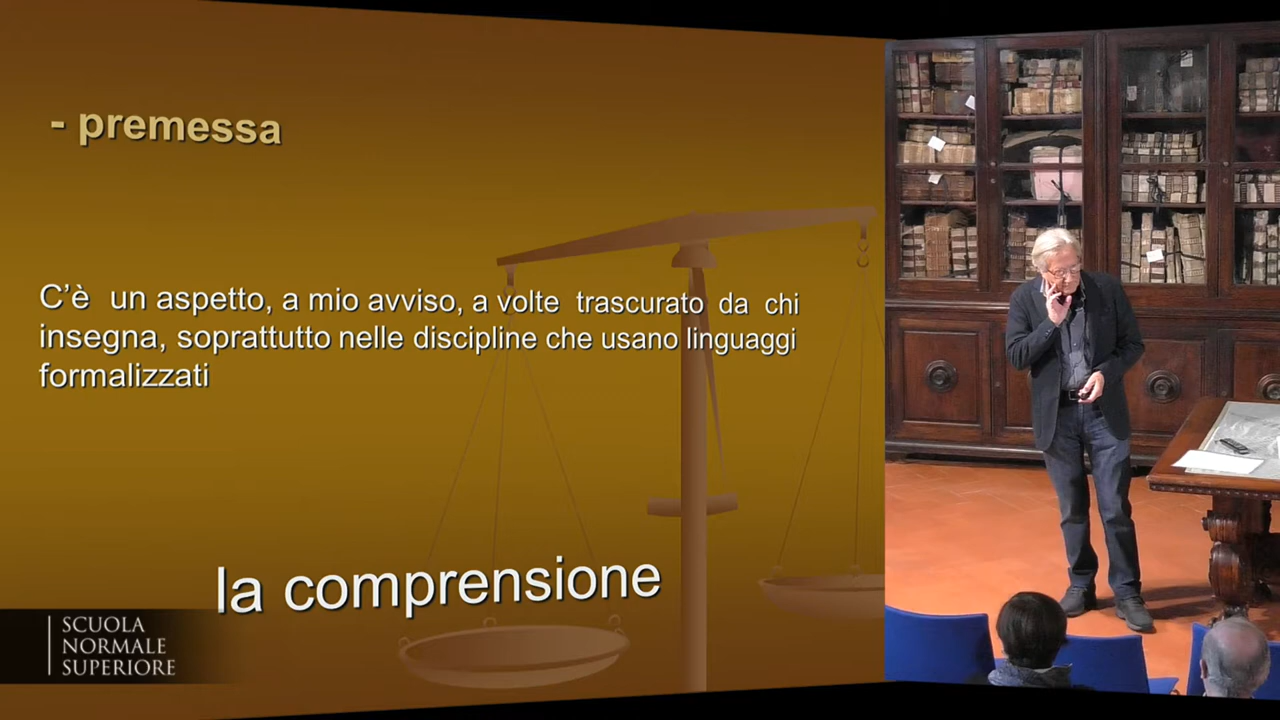 - premessa
C'è un aspetto, a mio avviso, a volte trascurato da chi
insegna, soprattutto nelle discipline che usano linguaggi
formalizzati
la comprensione
SCUOLA
NORMALE
SUPERIORE